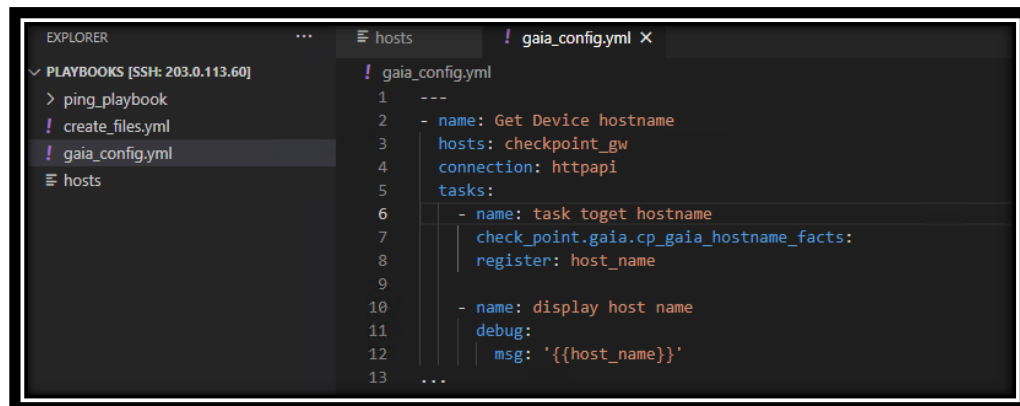 EXPLORER ...
PLAYBOOKS [SSH: 203.0.113.60]
> ping_playbook
! create_files.yml
! gaia_config.yml
hosts
hosts ! gaia_config.yml ×
! gaia_config.yml
1 ---
2 - name: Get Device hostname
3   hosts: checkpoint_gw
4   connection: httpapi
5   tasks:
6     - name: task toget hostname
7       check_point.gaia.cp_gaia_hostname_facts:
8       register: host_name
9
10     - name: display host name
11       debug:
12         msg: '{{host_name}}'
13 ...